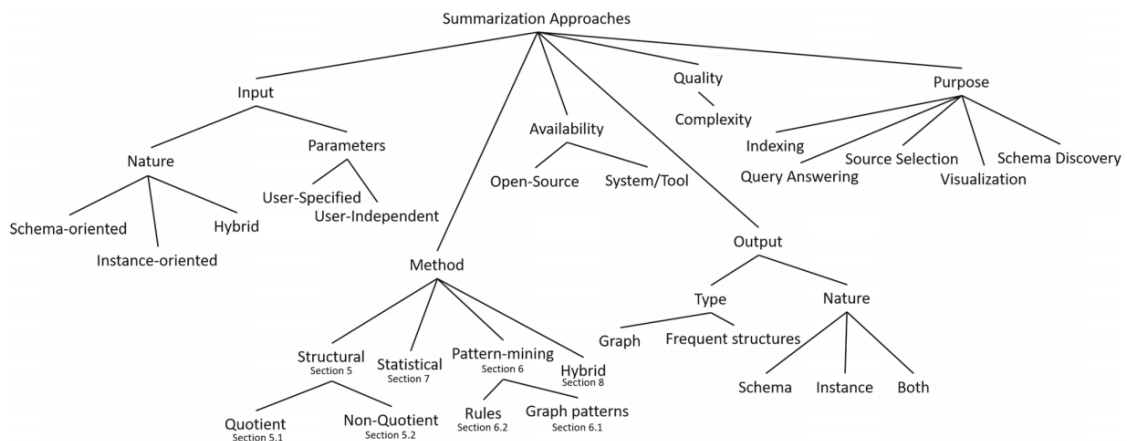 Summarization Approaches
Input
Nature
Schema-oriented
Instance-oriented
Hybrid
Parameters
User-Specified
User-Independent
Method
Structural
Section 5
Quotient
Section 5.1
Non-Quotient
Section 5.2
Statistical
Section 7
Pattern-mining
Section 6
Rules
Section 6.2
Graph patterns
Section 6.1
Hybrid
Section 8
Availability
Open-Source
System/Tool
Output
Type
Graph
Frequent structures
Nature
Schema
Instance
Both
Quality
Complexity
Purpose
Indexing
Query Answering
Source Selection
Visualization
Schema Discovery